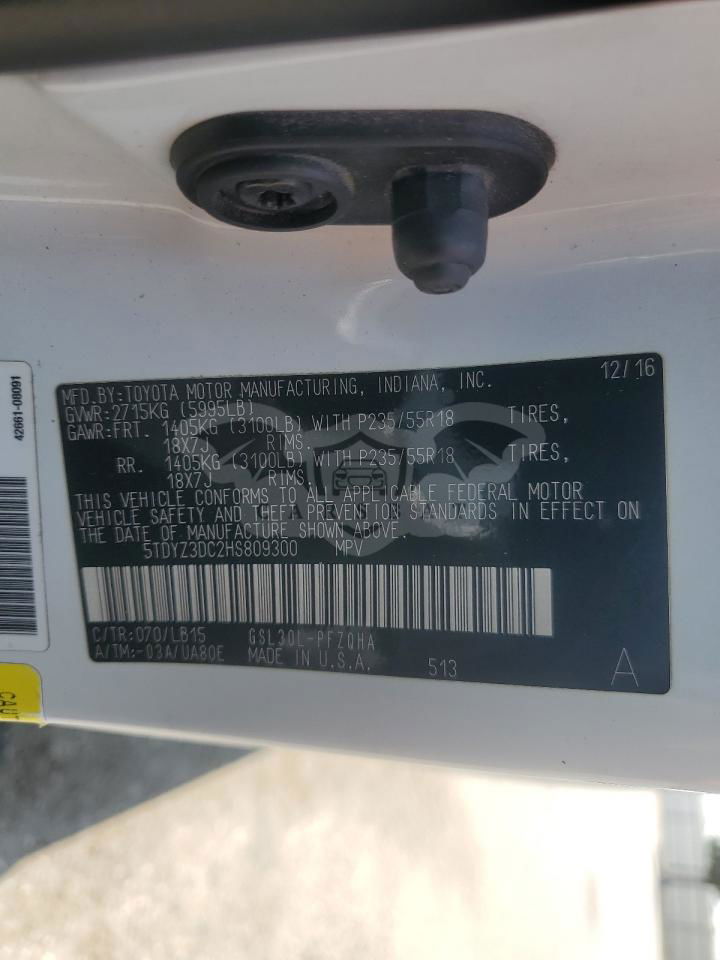 42661-08091
MFD.BY:TOYOTA MOTOR MANUFACTURING, INDIANA, INC. 12/16
GVWR:2715KG (5995LB)
GAWR:FRT. 1405KG (3100LB) WITH P235/55R18 TIRES,
18X7J RIMS.
RR. 1405KG (3100LB) WITH P235/55R18 TIRES,
18X7J RIMS.
THIS VEHICLE CONFORMS TO ALL APPLICABLE FEDERAL MOTOR
VEHICLE SAFETY AND THEFT PREVENTION STANDARDS IN EFFECT ON
THE DATE OF MANUFACTURE SHOWN ABOVE.
5TDYZ3DC2HS809300 MPV
C/TR:070/LB15 GSL30L-PFZQHA
A/TM:-03A/UA80E MADE IN U.S.A. 513 A